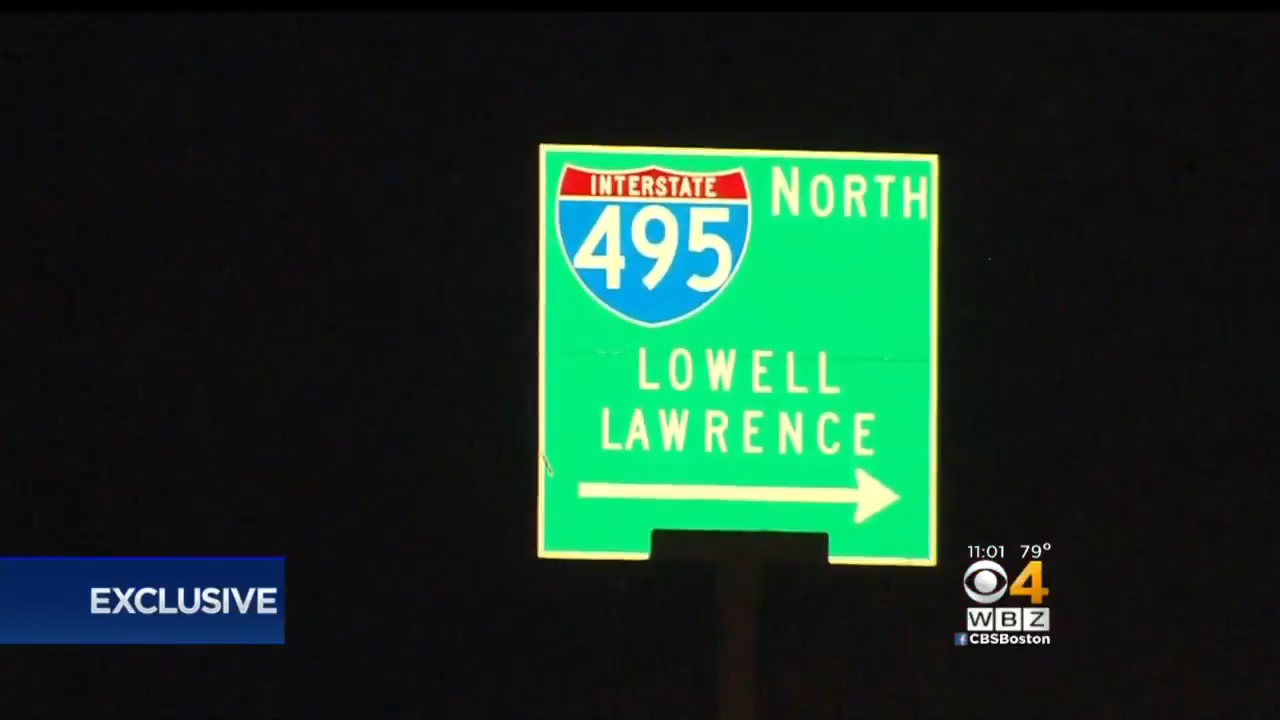 INTERSTATE
495
NORTH
LOWELL
LAWRENCE
EXCLUSIVE
11:01 79°
4
WBZ
f CBSBoston